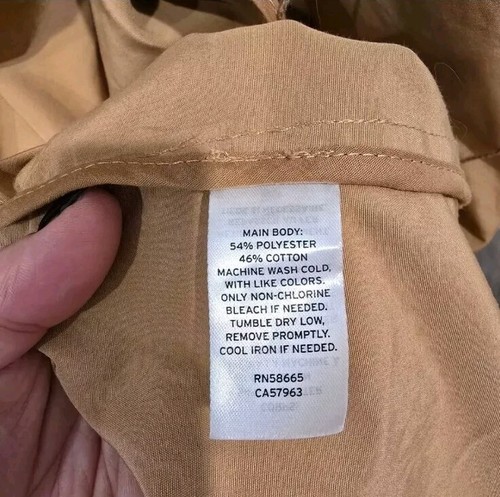 MAIN BODY:
54% POLYESTER
46% COTTON
MACHINE WASH COLD,
WITH LIKE COLORS.
ONLY NON-CHLORINE
BLEACH IF NEEDED.
TUMBLE DRY LOW,
REMOVE PROMPTLY.
COOL IRON IF NEEDED.
RN58665
CA57963